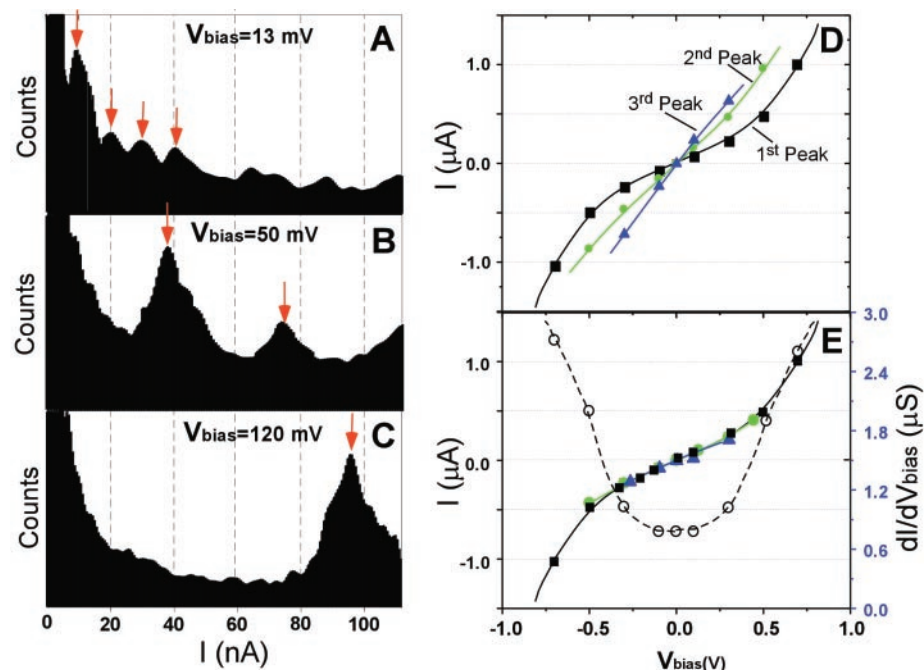 A
Vbias=13 mV
Counts
B
Vbias=50 mV
Counts
C
Vbias=120 mV
Counts
0 20 40 60 80 100
I (nA)
D
2nd Peak
3rd Peak
1st Peak
1.0
0.0
-1.0
I (μA)
E
1.0
0.0
-1.0
I (μA)
3.0
2.4
1.8
1.2
0.6
0.0
dI/dVbias (μS)
-1.0 -0.5 0.0 0.5 1.0
Vbias(V)